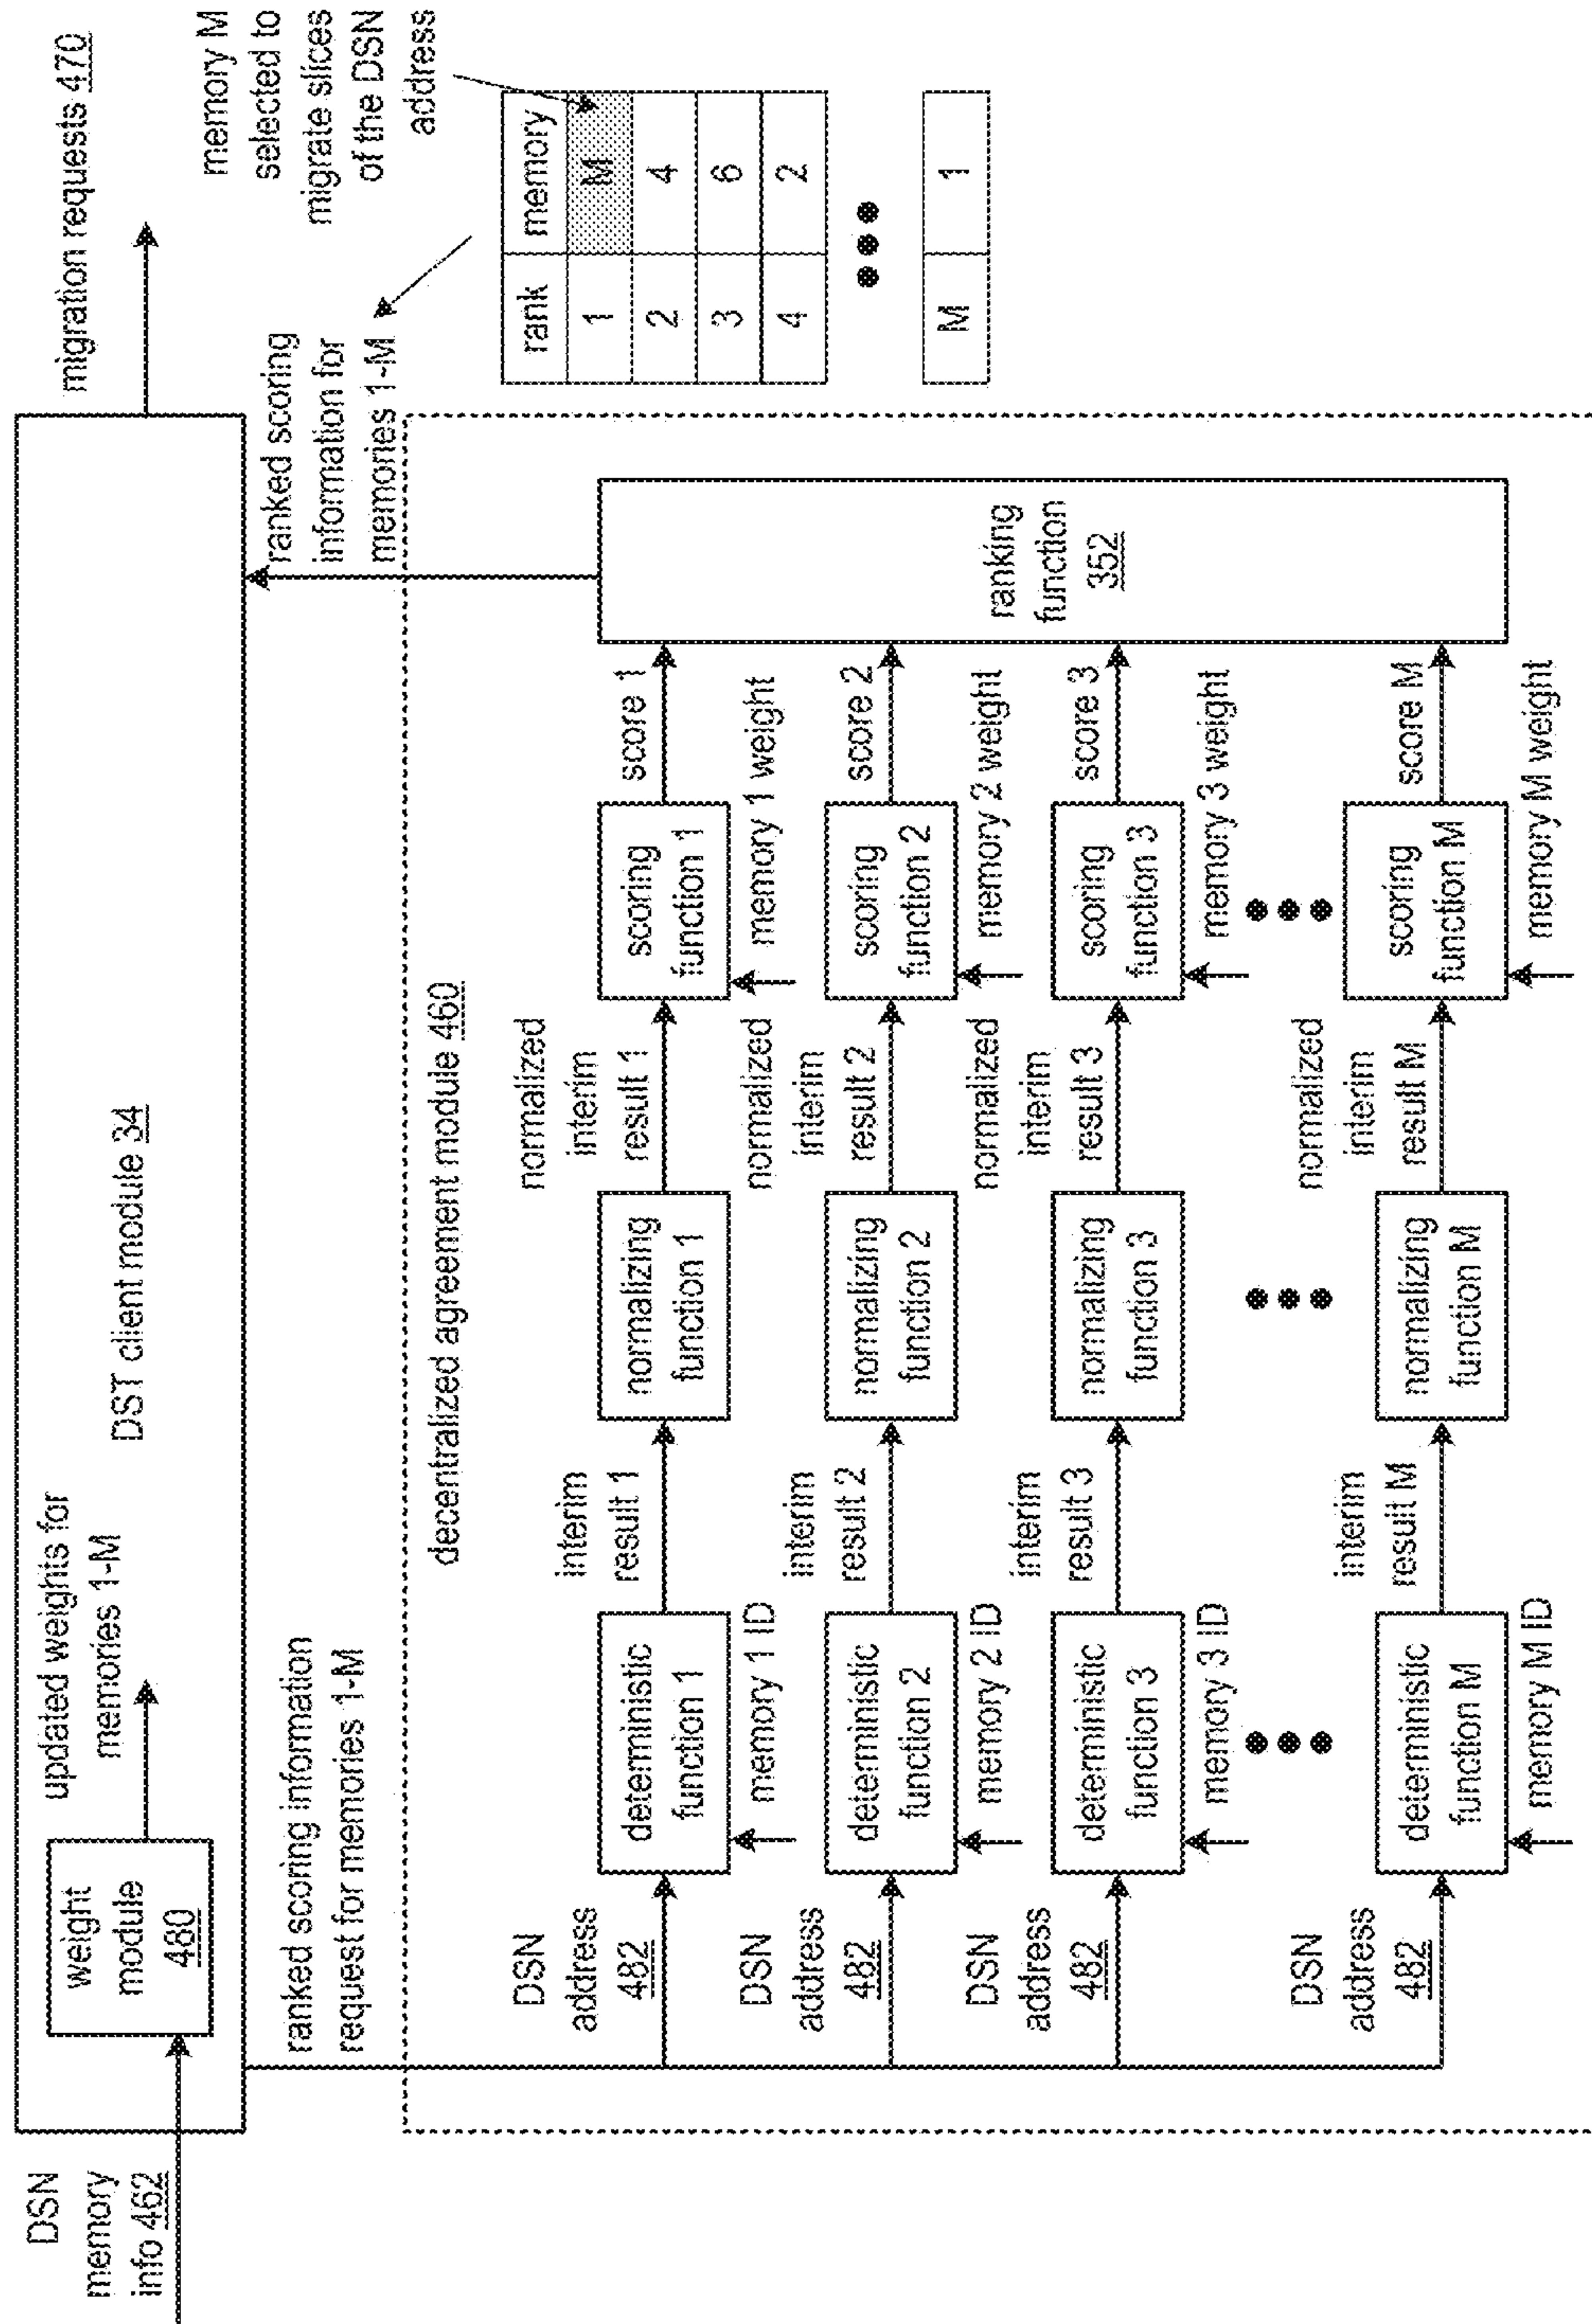 DSN
memory
info 462
weight
module
480
updated weights for
memories 1-M
DST client module 34
migration requests 470
ranked scoring information
request for memories 1-M
ranked scoring
information for
memories 1-M
memory M
selected to
migrate slices
of the DSN
address
rank memory
1 M
2 4
3 6
4 2
M 1
decentralized agreement module 460
DSN
address
482
deterministic
function 1
memory 1 ID
interim
result 1
normalizing
function 1
normalized
interim
result 1
scoring
function 1
memory 1 weight
score 1
DSN
address
482
deterministic
function 2
memory 2 ID
interim
result 2
normalizing
function 2
normalized
interim
result 2
scoring
function 2
memory 2 weight
score 2
DSN
address
482
deterministic
function 3
memory 3 ID
interim
result 3
normalizing
function 3
normalized
interim
result 3
scoring
function 3
memory 3 weight
score 3
DSN
address
482
deterministic
function M
memory M ID
interim
result M
normalizing
function M
normalized
interim
result M
scoring
function M
memory M weight
score M
ranking
function
352